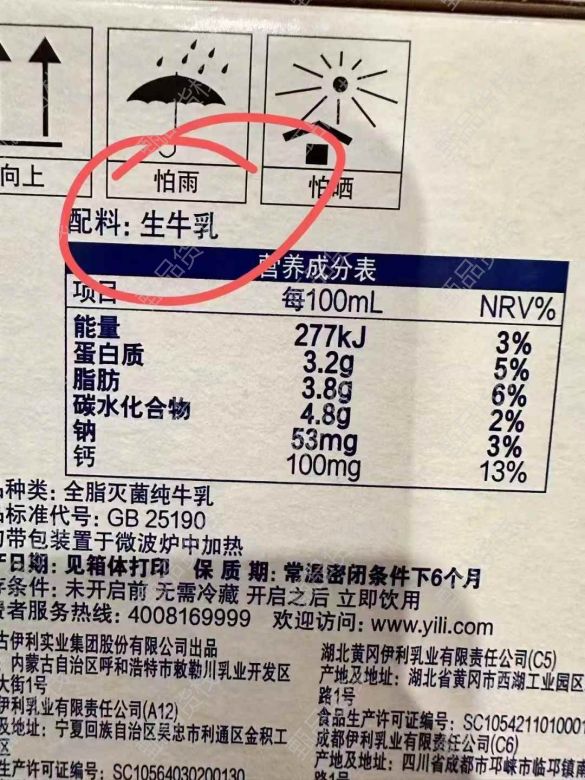 向上
怕雨
怕晒
配料: 生牛乳
营养成分表
项目 每100mL NRV%
能量 277kJ 3%
蛋白质 3.2g 5%
脂肪 3.8g 6%
碳水化合物 4.8g 2%
钠 53mg 3%
钙 100mg 13%
品种类: 全脂灭菌纯牛乳
标准代号: GB 25190
带包装置于微波炉中加热
日期: 见箱体打印 保 质 期: 常温密闭条件下6个月
条件: 未开启前 无需冷藏 开启之后 立即饮用
者服务热线: 4008169999 欢迎访问: www.yili.com
古伊利实业集团股份有限公司出品
内蒙古自治区呼和浩特市敕勒川乳业开发区
大街1号
伊利乳业有限责任公司(A12)
及地址: 宁夏回族自治区吴忠市利通区金积工
区
生产许可证编号: SC10564030200130
湖北黄冈伊利乳业有限责任公司(C5)
产地及地址: 湖北省黄冈市西湖工业园区
路1号
食品生产许可证编号: SC1054211010001
成都伊利乳业有限责任公司(C6)
产地及地址: 四川省成都市邛崃市临邛镇
路1号